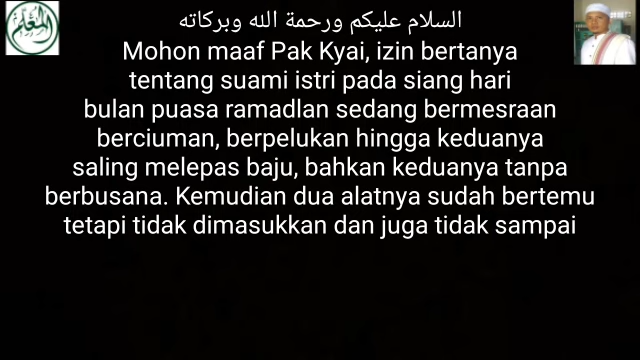 السلام عليكم ورحمة الله وبركاته
Mohon maaf Pak Kyai, izin bertanya
tentang suami istri pada siang hari
bulan puasa ramadlan sedang bermesraan
berciuman, berpelukan hingga keduanya
saling melepas baju, bahkan keduanya tanpa
berbusana. Kemudian dua alatnya sudah bertemu
tetapi tidak dimasukkan dan juga tidak sampai